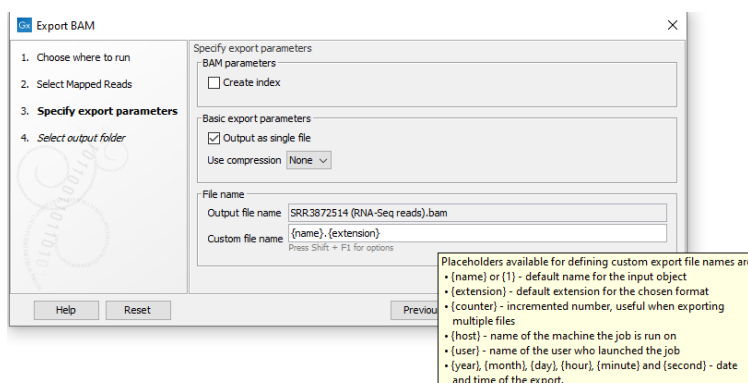 Gx Export BAM
1. Choose where to run
2. Select Mapped Reads
3. Specify export parameters
4. Select output folder
Specify export parameters
BAM parameters
Create index
Basic export parameters
Output as single file
Use compression None
File name
Output file name SRR3872514 (RNA-Seq reads).bam
Custom file name {name}.{extension}
Press Shift + F1 for options
Help Reset Previou
Placeholders available for defining custom export file names are
• {name} or {1} - default name for the input object
• {extension} - default extension for the chosen format
• {counter} - incremented number, useful when exporting
multiple files
• {host} - name of the machine the job is run on
• {user} - name of the user who launched the job
• {year}, {month}, {day}, {hour}, {minute} and {second} - date
and time of the export.